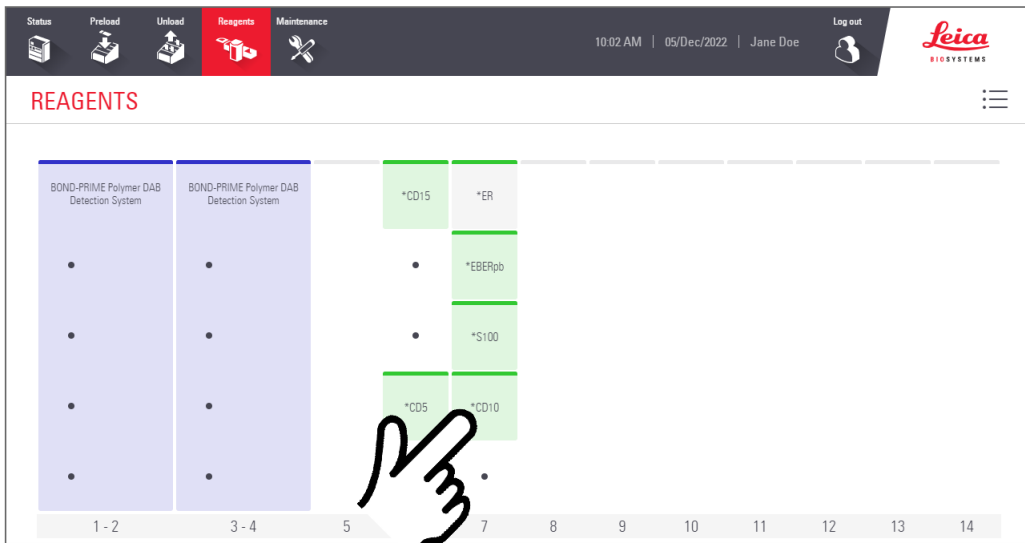 Status Preload Unload Reagents Maintenance Log out
10:02 AM | 05/Dec/2022 | Jane Doe
Leica
BIOSYSTEMS
REAGENTS
BOND-PRIME Polymer DAB
Detection System
BOND-PRIME Polymer DAB
Detection System
*CD15 *ER
*EBERpb
*S100
*CD5 *CD10
1 - 2 3 - 4 5 7 8 9 10 11 12 13 14